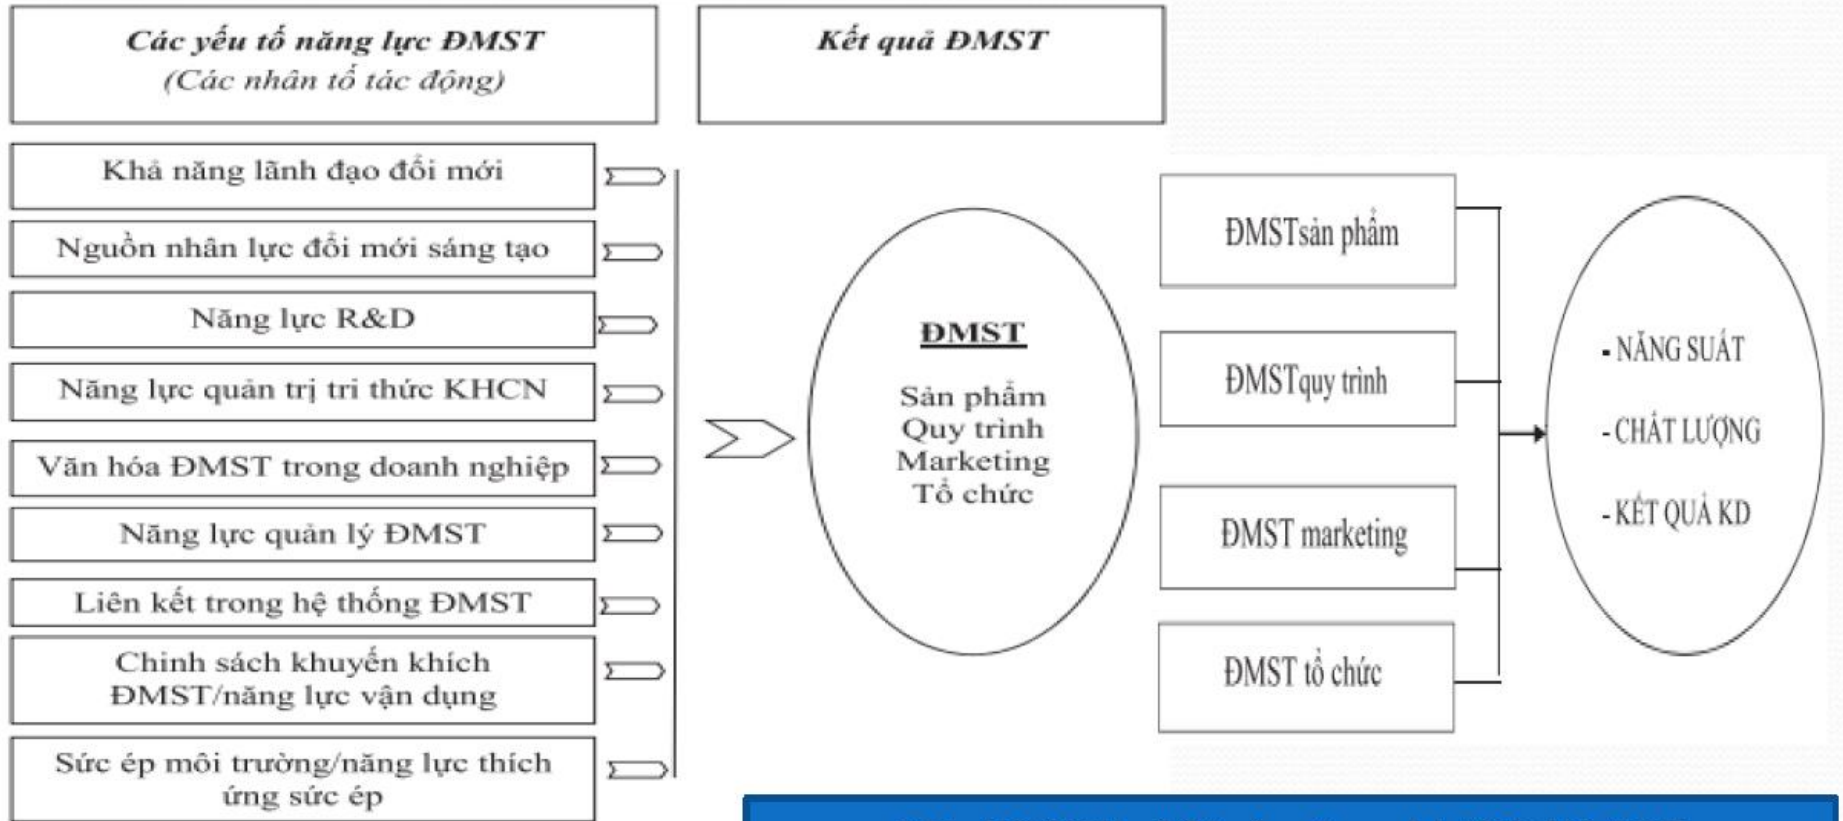 Các yếu tố năng lực ĐMST
(Các nhân tố tác động)
Kết quả ĐMST
Khả năng lãnh đạo đổi mới
Nguồn nhân lực đổi mới sáng tạo
Năng lực R&D
Năng lực quản trị tri thức KHCN
Văn hóa ĐMST trong doanh nghiệp
Năng lực quản lý ĐMST
Liên kết trong hệ thống ĐMST
Chinh sách khuyến khích
ĐMST/năng lực vận dụng
Sức ép môi trường/năng lực thích
ứng sức ép
ĐMST
Sản phẩm
Quy trình
Marketing
Tổ chức
ĐMSTsản phẩm
ĐMSTquy trình
ĐMST marketing
ĐMST tổ chức
- NĂNG SUẤT
- CHẤT LƯỢNG
- KẾT QUẢ KD